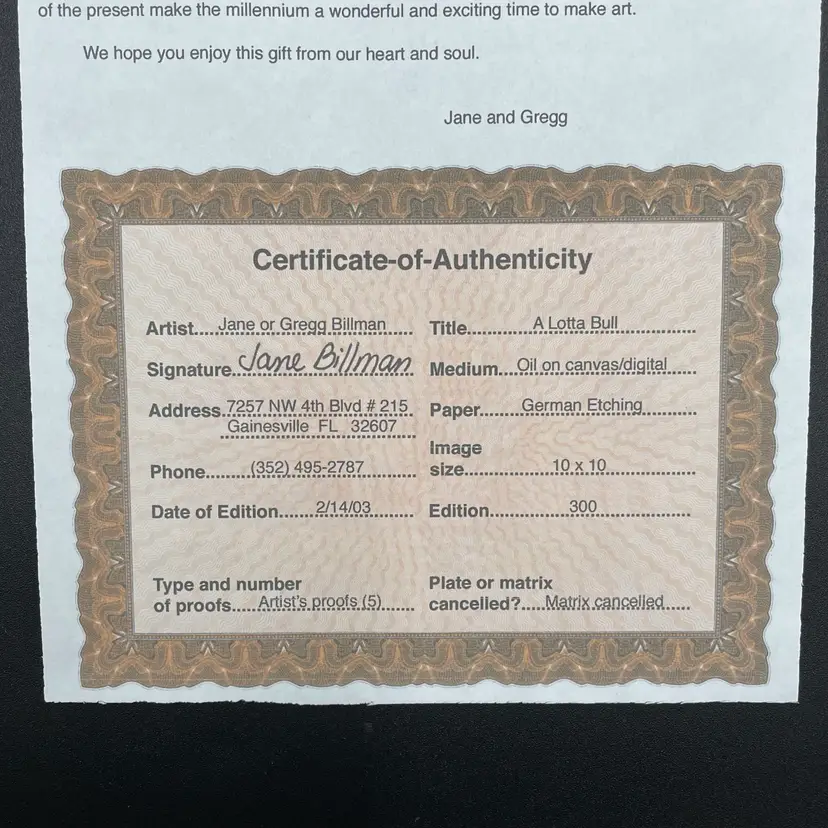 of the present make the millennium a wonderful and exciting time to make art.
We hope you enjoy this gift from our heart and soul.
Jane and Gregg
Certificate-of-Authenticity
Artist....Jane or Gregg Billman.....
Signature..Jane Billman
Address.7257 NW 4th Blvd # 215.
Gainesville FL 32607
Phone........(352) 495-2787.........
Date of Edition.......2/14/03........
Type and number
of proofs.....Artist's proofs (5)......
Title............A Lotta Bull.............
Medium....Oil on canvas/digital.....
Paper.......German Etching.........
Image
size...............10 x 10...............
Edition..............300.................
Plate or matrix
cancelled?.....Matrix cancelled.....